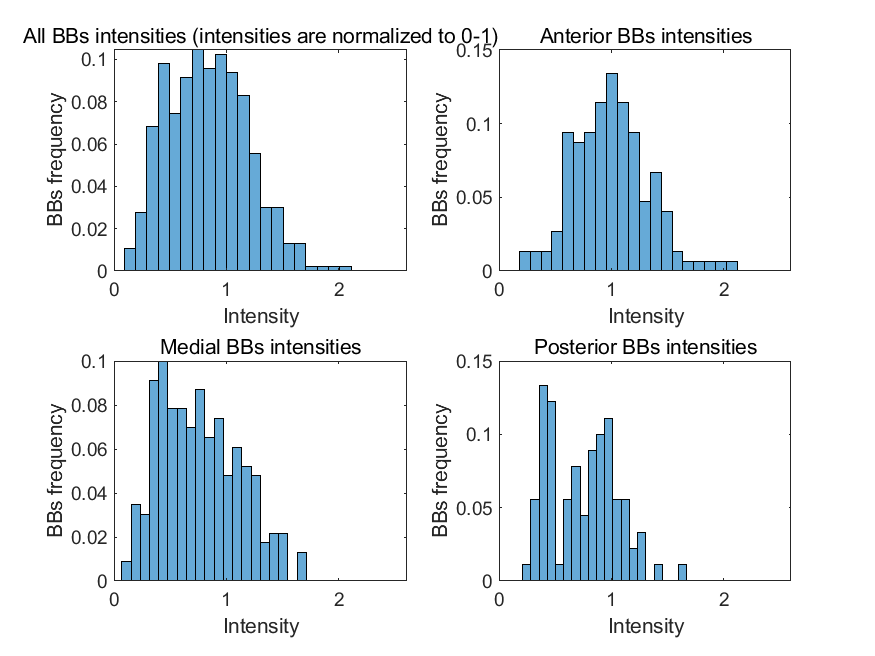 All BBs intensities (intensities are normalized to 0-1)
0.1
0.08
0.06
0.04
0.02
0
BBs frequency
0
1
2
Intensity
Anterior BBs intensities
0.15
0.1
0.05
0
BBs frequency
0
1
2
Intensity
Medial BBs intensities
0.1
0.08
0.06
0.04
0.02
0
BBs frequency
0
1
2
Intensity
Posterior BBs intensities
0.15
0.1
0.05
0
BBs frequency
0
1
2
Intensity